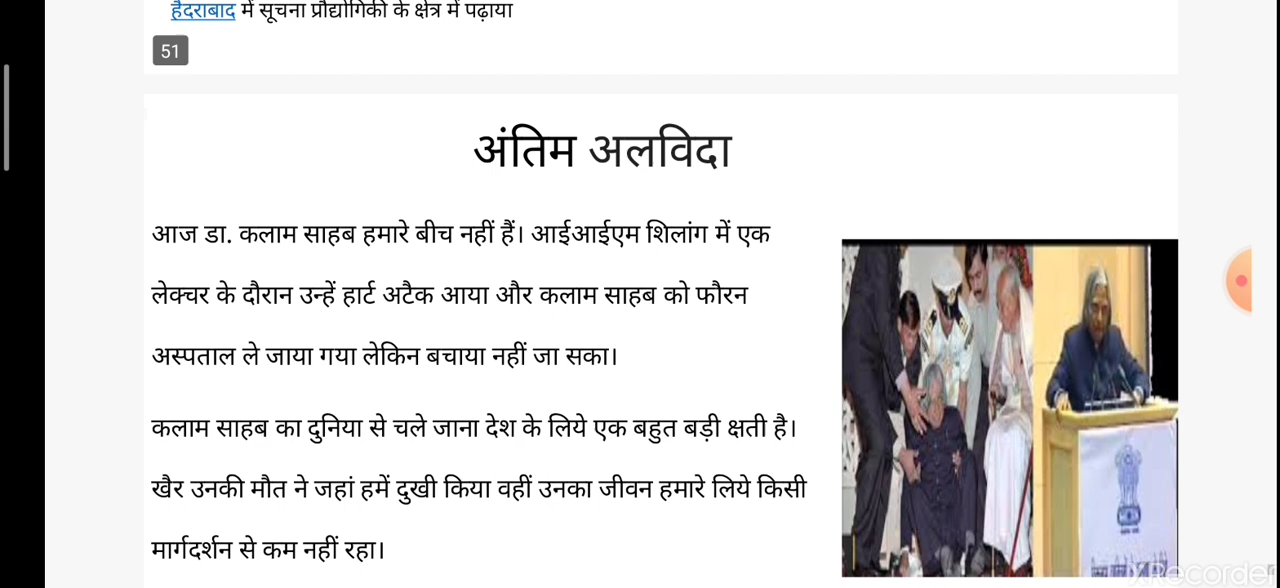 हैदराबाद में सूचना प्रौद्योगिकी के क्षेत्र में पढ़ाया
51
अंतिम अलविदा
आज डा. कलाम साहब हमारे बीच नहीं हैं। आईआईएम शिलांग में एक
लेक्चर के दौरान उन्हें हार्ट अटैक आया और कलाम साहब को फौरन
अस्पताल ले जाया गया लेकिन बचाया नहीं जा सका।
कलाम साहब का दुनिया से चले जाना देश के लिये एक बहुत बड़ी क्षती है।
खैर उनकी मौत ने जहां हमें दुखी किया वहीं उनका जीवन हमारे लिये किसी
मार्गदर्शन से कम नहीं रहा।
XRecorder